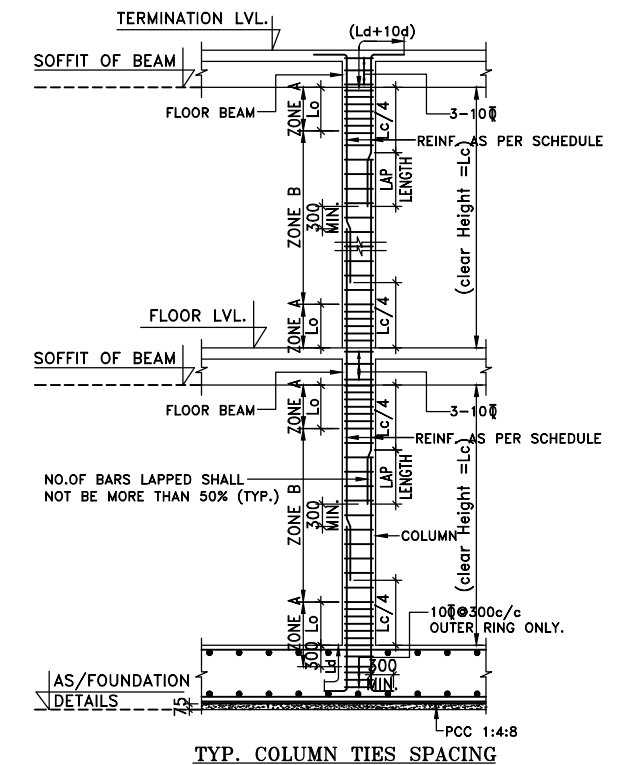 TERMINATION LVL.
(Ld+10d)
SOFFIT OF BEAM
FLOOR BEAM
ZONE A
Lo
Lc/4
3-10Ꞇ
REINF. AS PER SCHEDULE
LAP
LENGTH
ZONE B
300
MIN.
(clear Height =Lc)
FLOOR LVL.
ZONE A
Lo
Lc/4
SOFFIT OF BEAM
FLOOR BEAM
ZONE A
Lo
Lc/4
3-10Ꞇ
REINF. AS PER SCHEDULE
NO.OF BARS LAPPED SHALL
NOT BE MORE THAN 50% (TYP.)
LAP
LENGTH
ZONE B
300
MIN.
COLUMN
(clear Height =Lc)
ZONE A
Lo
Lc/4
10Ꞇ@300c/c
OUTER RING ONLY.
300
Ld
300
MIN.
AS/FOUNDATION
DETAILS
75
PCC 1:4:8
TYP. COLUMN TIES SPACING